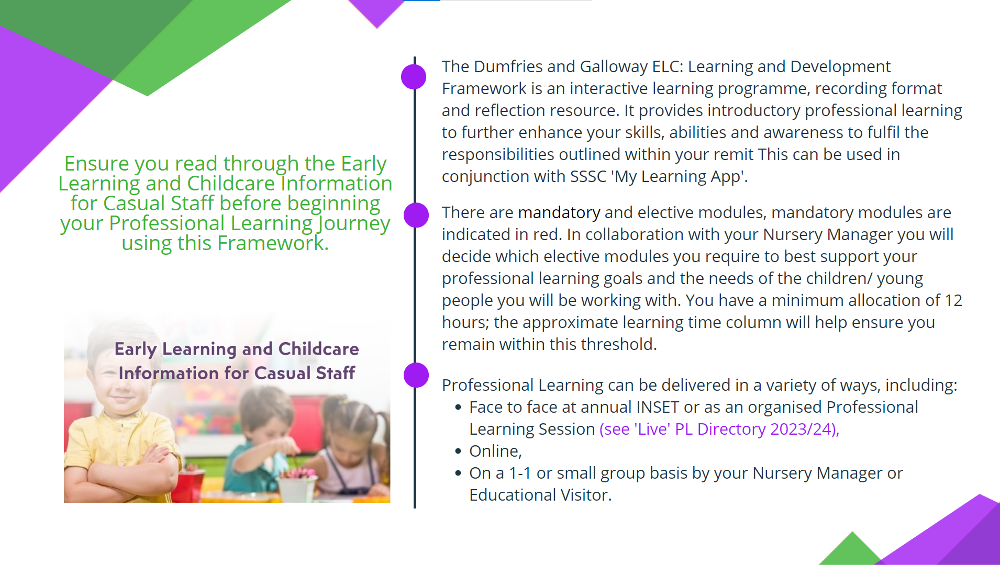 Ensure you read through the Early
Learning and Childcare Information
for Casual Staff before beginning
your Professional Learning Journey
using this Framework.
Early Learning and Childcare
Information for Casual Staff
The Dumfries and Galloway ELC: Learning and Development
Framework is an interactive learning programme, recording format
and reflection resource. It provides introductory professional learning
to further enhance your skills, abilities and awareness to fulfil the
responsibilities outlined within your remit This can be used in
conjunction with SSSC 'My Learning App'.
There are mandatory and elective modules, mandatory modules are
indicated in red. In collaboration with your Nursery Manager you will
decide which elective modules you require to best support your
professional learning goals and the needs of the children/ young
people you will be working with. You have a minimum allocation of 12
hours; the approximate learning time column will help ensure you
remain within this threshold.
Professional Learning can be delivered in a variety of ways, including:
• Face to face at annual INSET or as an organised Professional
Learning Session (see 'Live' PL Directory 2023/24),
• Online,
• On a 1-1 or small group basis by your Nursery Manager or
Educational Visitor.